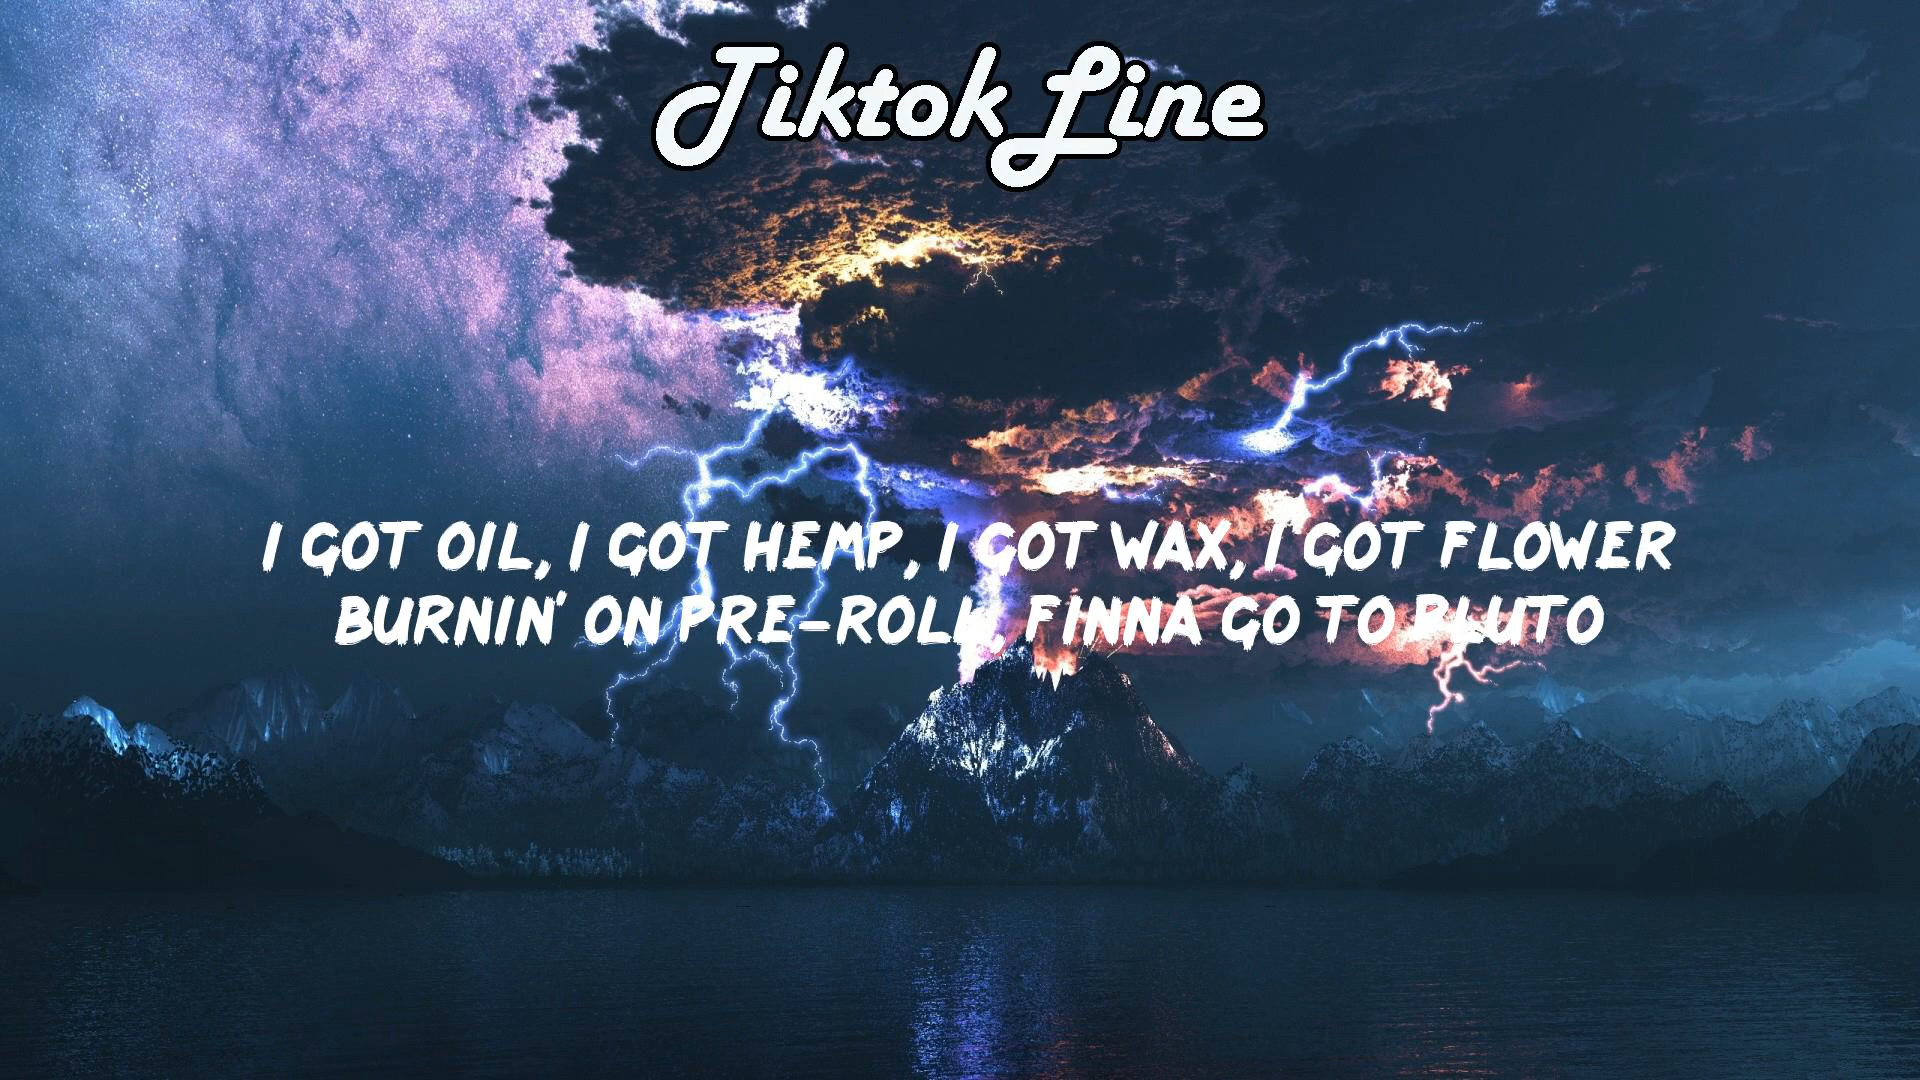 Tiktok Line
I GOT OIL, I GOT HEMP, I GOT WAX, I GOT FLOWER
BURNIN' ON PRE-ROLL, FINNA GO TO PLUTO